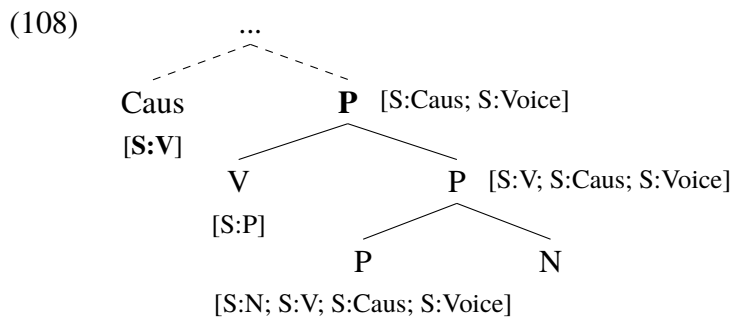 (108) ...
Caus P [S:Caus; S:Voice]
[S:V]
V P [S:V; S:Caus; S:Voice]
[S:P]
P N
[S:N; S:V; S:Caus; S:Voice]